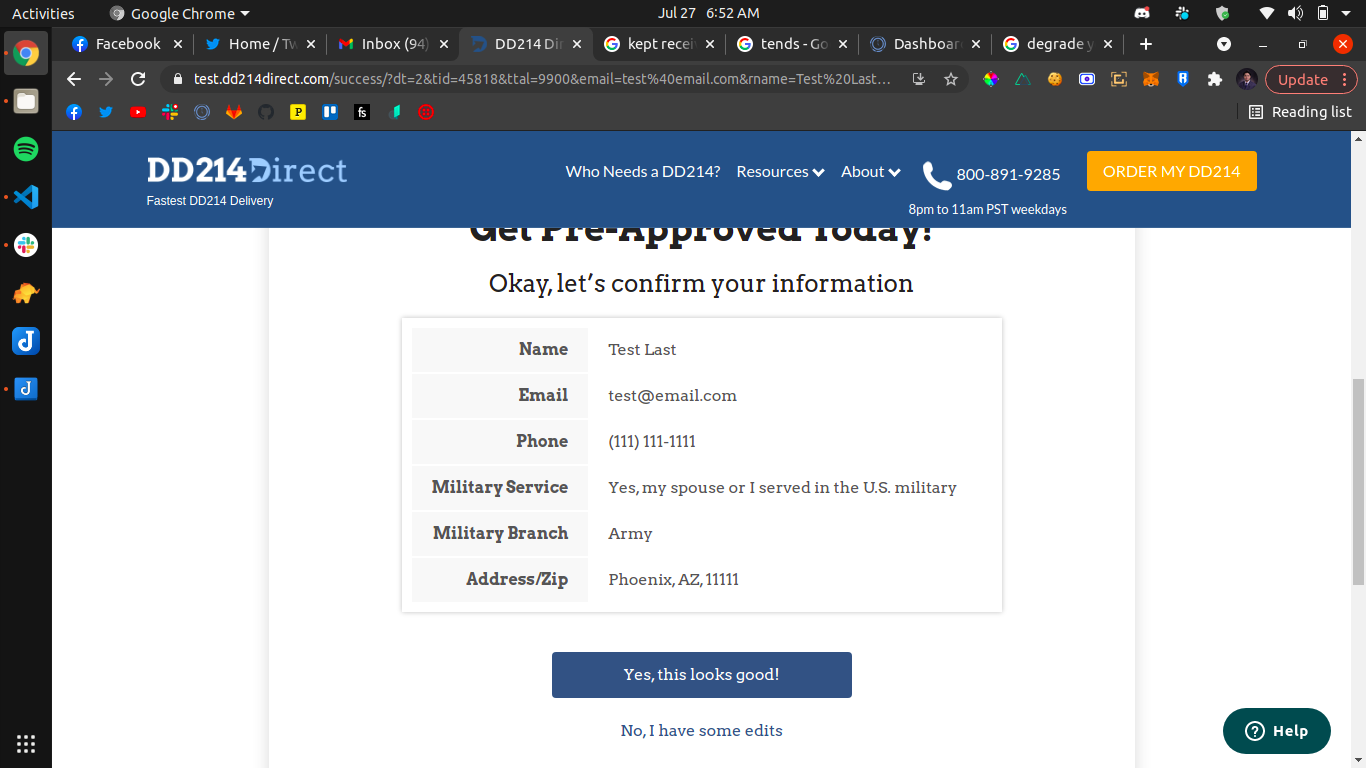 Activities Google Chrome Jul 27 6:52 AM
Facebook Home / Tw Inbox (94) DD214 Dir kept receiv tends - Go Dashboar degrade y
test.dd214direct.com/success/?dt=2&tid=45818&ttal=9900&email=test%40email.com&rname=Test%20Last… Update
Reading list
DD214Direct
Fastest DD214 Delivery
Who Needs a DD214? Resources About 800-891-9285 ORDER MY DD214
8pm to 11am PST weekdays
Get Pre-Approved Today!
Okay, let’s confirm your information
Name Test Last
Email test@email.com
Phone (111) 111-1111
Military Service Yes, my spouse or I served in the U.S. military
Military Branch Army
Address/Zip Phoenix, AZ, 11111
Yes, this looks good!
No, I have some edits
Help